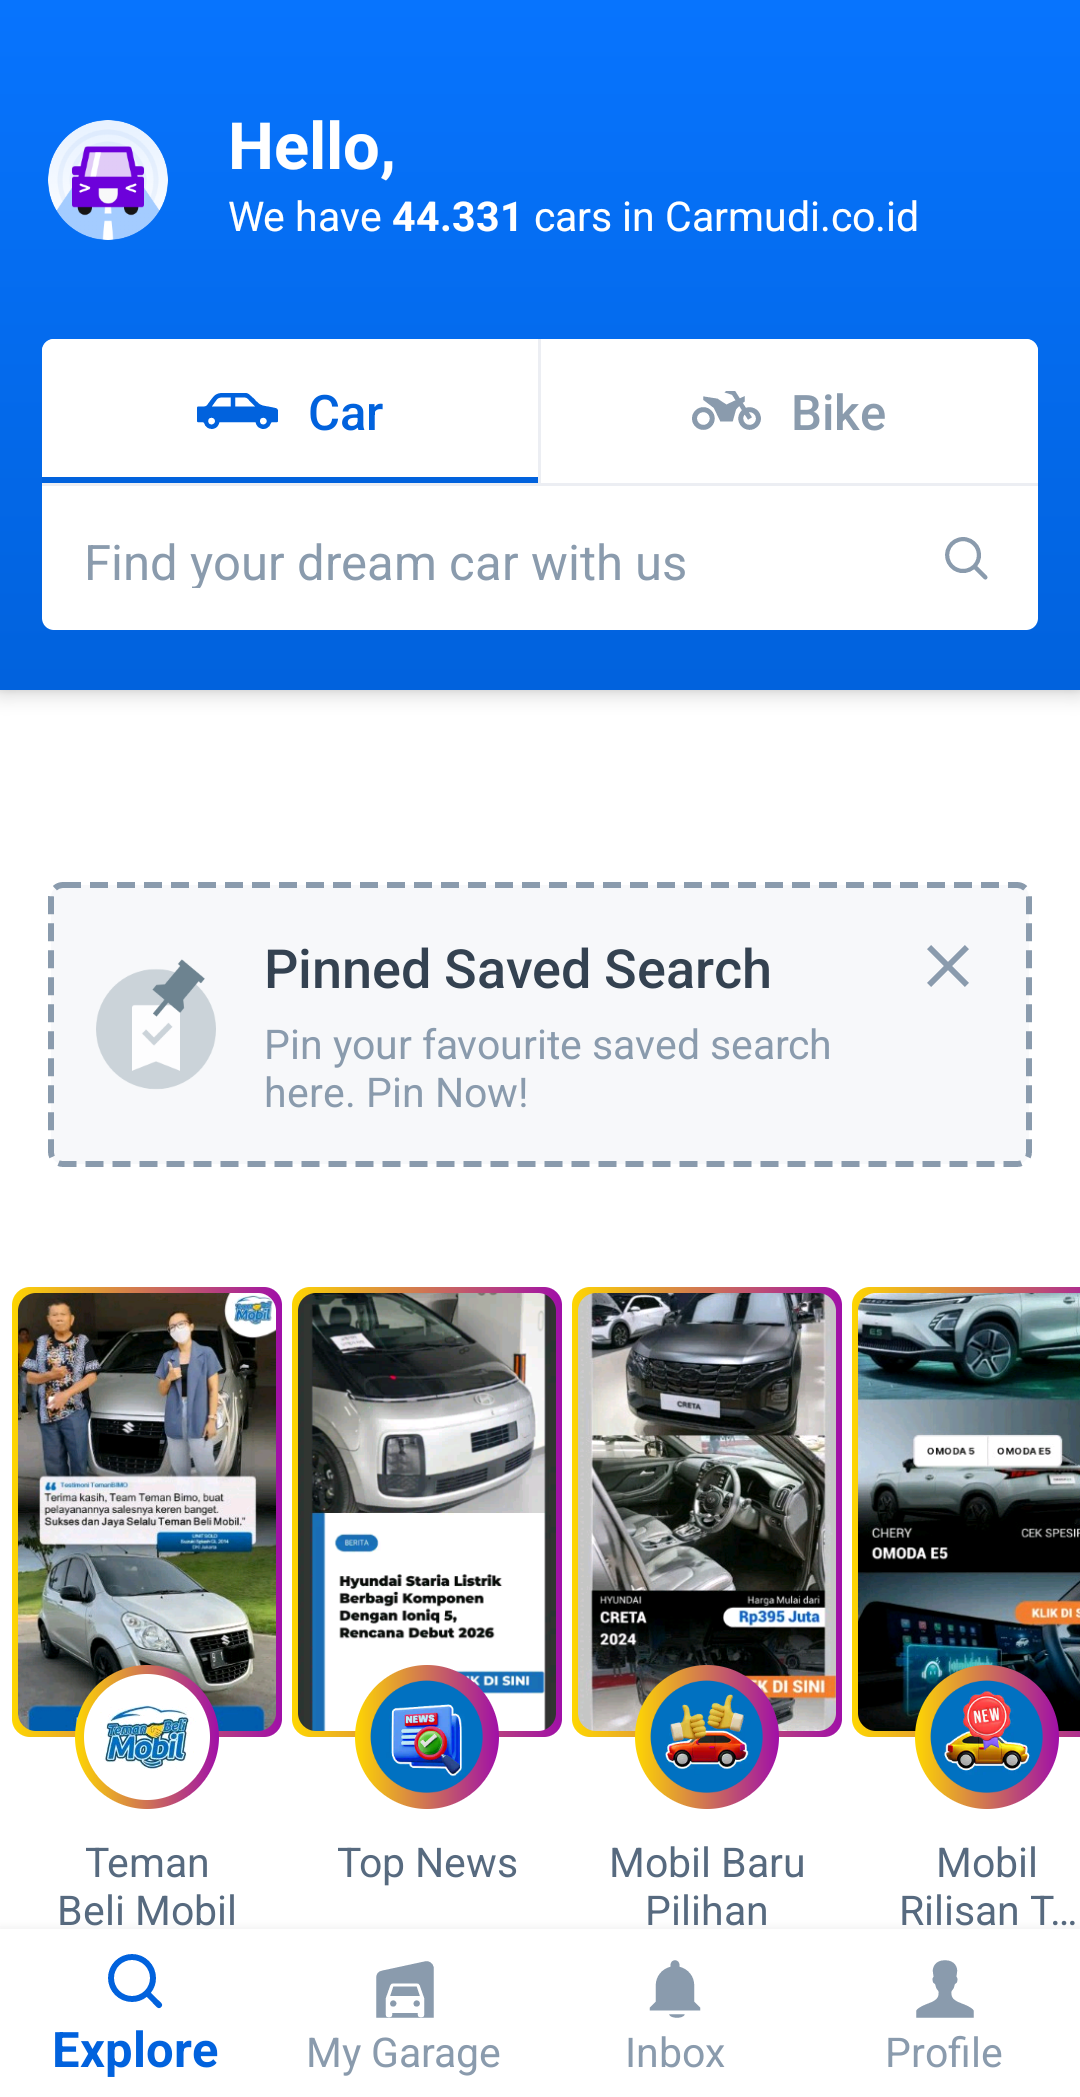 Hello,
We have 44.331 cars in Carmudi.co.id
Car
Bike
Find your dream car with us
Pinned Saved Search
Pin your favourite saved search
here. Pin Now!
Teman Beli
Mobil
Testimoni TemanBIMO
Terima kasih, Team Teman Bimo, buat
pelayanannya salesnya keren banget.
Sukses dan Jaya Selalu Teman Beli Mobil."
BERITA
Hyundai Staria Listrik
Berbagi Komponen
Dengan Ioniq 5,
Rencana Debut 2026
K DI SINI
NEWS
CRETA
HYUNDAI
CRETA
2024
Harga Mulai dari
Rp395 Juta
K DI SINI
E5
OMODA 5
OMODA E5
CHERY
OMODA E5
CEK SPESIF
KLIK DI S
NEW
Teman
Beli Mobil
Top News
Mobil Baru
Pilihan
Mobil
Rilisan T...
Explore
My Garage
Inbox
Profile